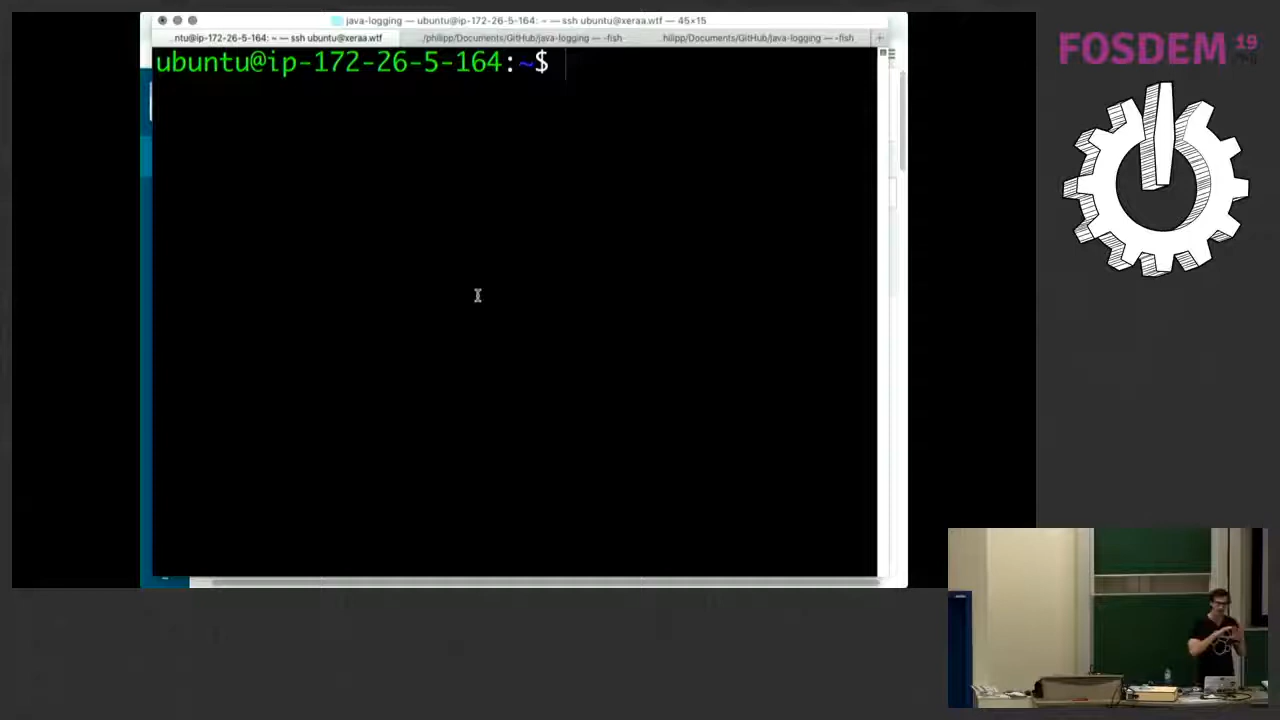 java-logging — ubuntu@ip-172-26-5-164: ~ — ssh ubuntu@xeraa.wtf — 45×15
...ntu@ip-172-26-5-164: ~ — ssh ubuntu@xeraa.wtf
../philipp/Documents/GitHub/java-logging — -fish
...hilipp/Documents/GitHub/java-logging — -fish
+
ubuntu@ip-172-26-5-164:~$
FOSDEM 19